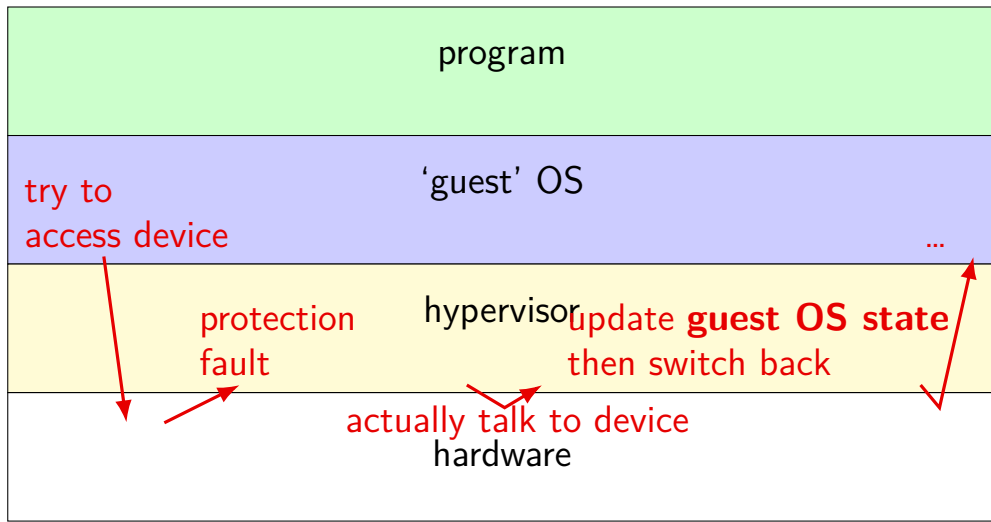 program
‘guest’ OS
try to
access device
...
hypervisor
protection
fault
update guest OS state
then switch back
actually talk to device
hardware